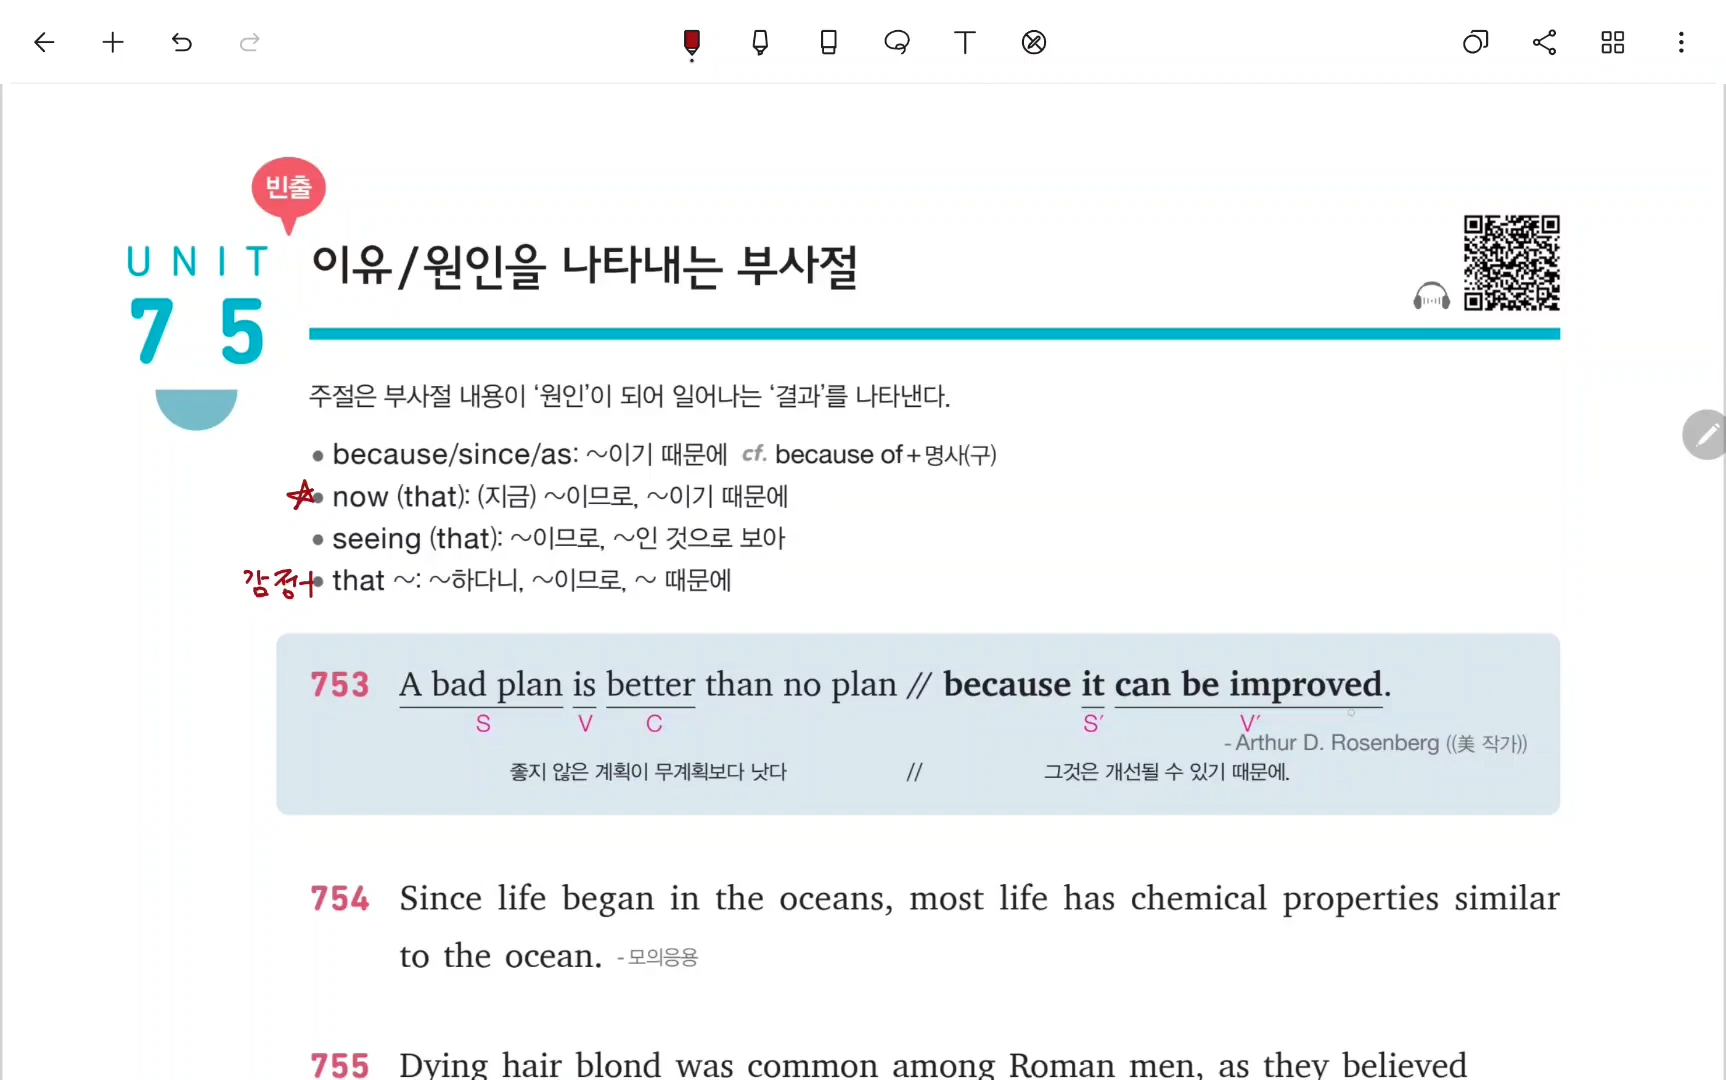 빈출
UNIT
75
이유/원인을 나타내는 부사절
주절은 부사절 내용이 ‘원인’이 되어 일어나는 ‘결과’를 나타낸다.
● because/since/as: ～이기 때문에 cf. because of+명사(구)
☆● now (that): (지금) ～이므로, ～이기 때문에
● seeing (that): ～이므로, ～인 것으로 보아
감정+● that ～: ～하다니, ～이므로, ～ 때문에
753 A bad plan is better than no plan // because it can be improved.
S V C S′ V′
- Arthur D. Rosenberg ((美 작가))
좋지 않은 계획이 무계획보다 낫다 // 그것은 개선될 수 있기 때문에.
754 Since life began in the oceans, most life has chemical properties similar
to the ocean. - 모의응용
755 Dying hair blond was common among Roman men, as they believed